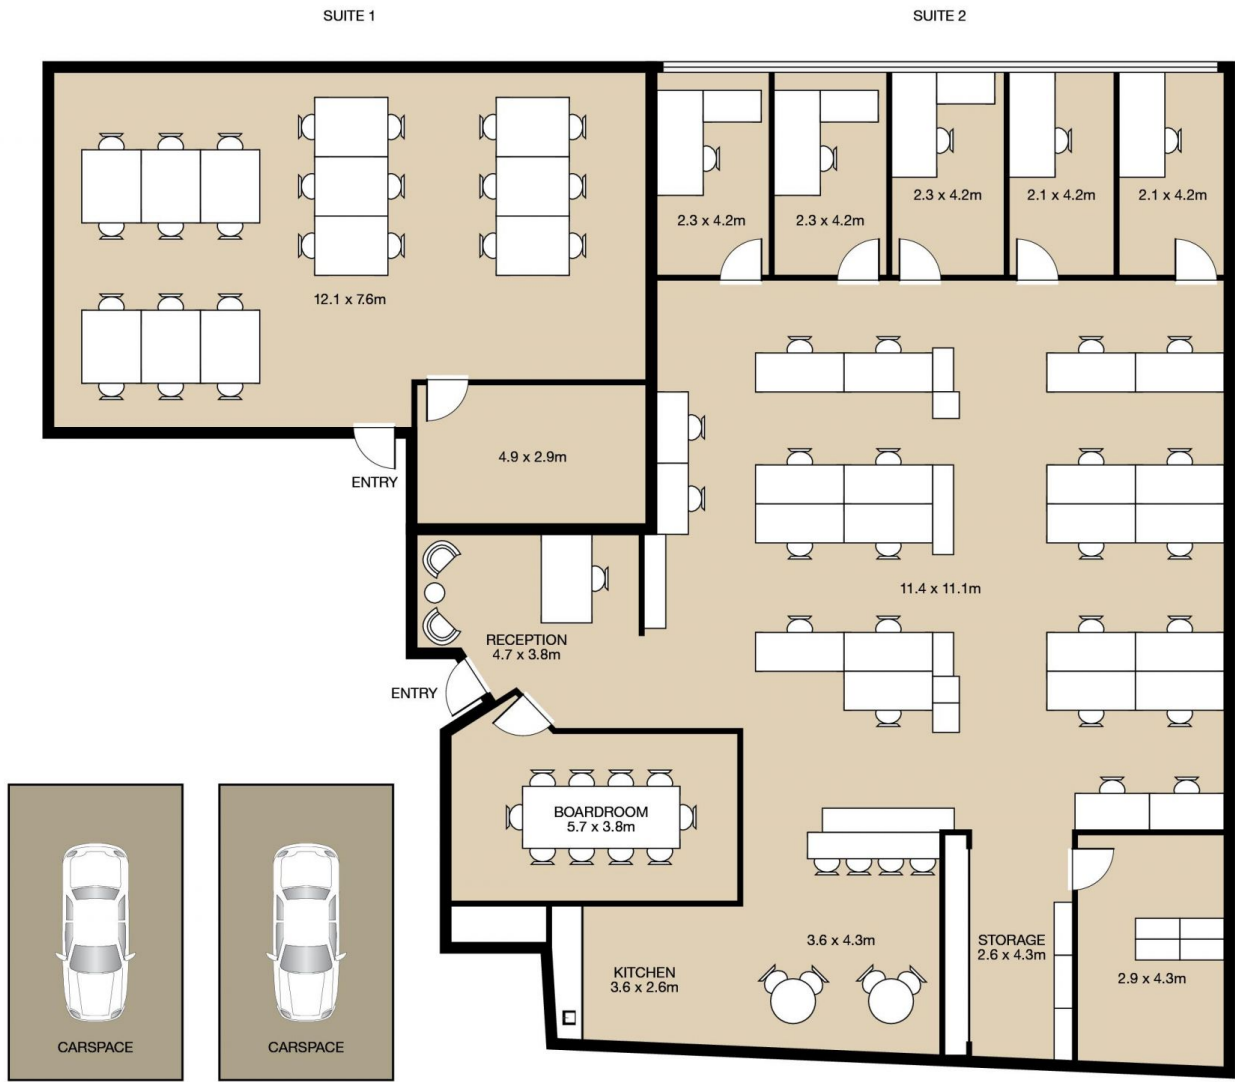 SUITE 1
SUITE 2
2.3 x 4.2m
2.3 x 4.2m
2.3 x 4.2m
2.1 x 4.2m
2.1 x 4.2m
12.1 x 7.6m
4.9 x 2.9m
ENTRY
11.4 x 11.1m
RECEPTION
4.7 x 3.8m
ENTRY
BOARDROOM
5.7 x 3.8m
3.6 x 4.3m
STORAGE
2.6 x 4.3m
KITCHEN
3.6 x 2.6m
2.9 x 4.3m
CARSPACE
CARSPACE